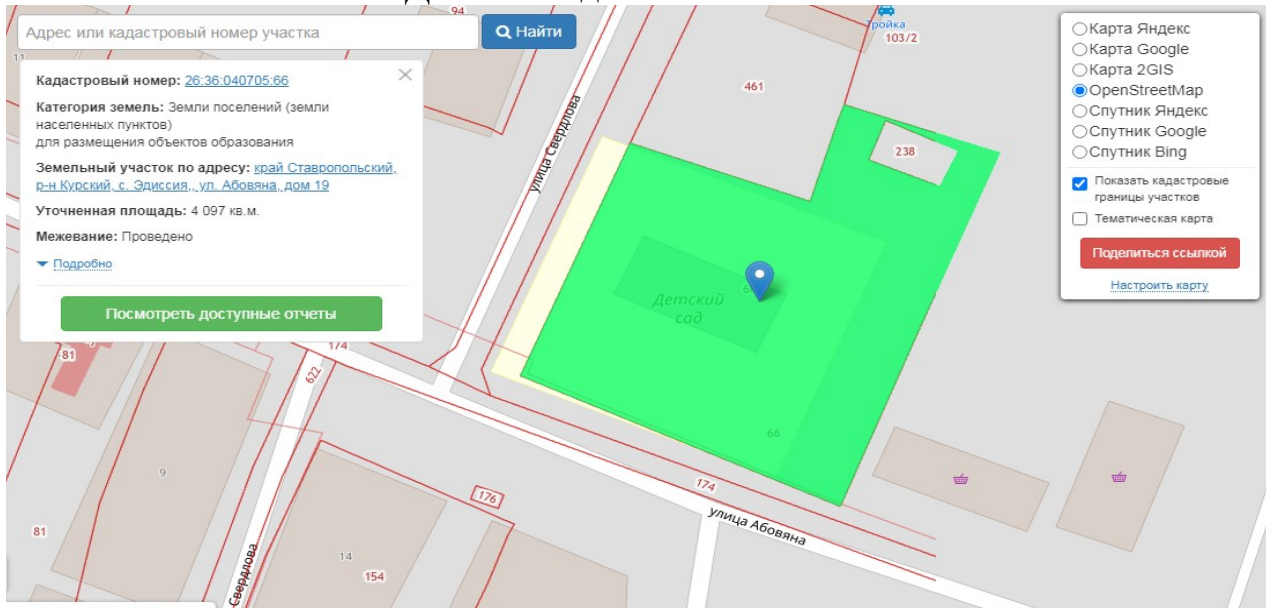 94
Адрес или кадастровый номер участка
Найти
11
Кадастровый номер: 26:36:040705:66
Категория земель: Земли поселений (земли
населенных пунктов)
для размещения объектов образования
Земельный участок по адресу: край Ставропольский,
р-н Курский, с. Эдиссия,, ул. Абовяна, дом 19
Уточненная площадь: 4 097 кв.м.
Межевание: Проведено
Подробно
Посмотреть доступные отчеты
Тройка
103/2
461
238
улица Свердлова
Детский
сад
66
Карта Яндекс
Карта Google
Карта 2GIS
OpenStreetMap
Спутник Яндекс
Спутник Google
Спутник Bing
Показать кадастровые
границы участков
Тематическая карта
Поделиться ссылкой
Настроить карту
81
174
622
9
176
174
улица Абовяна
81
14
154
Свердлова